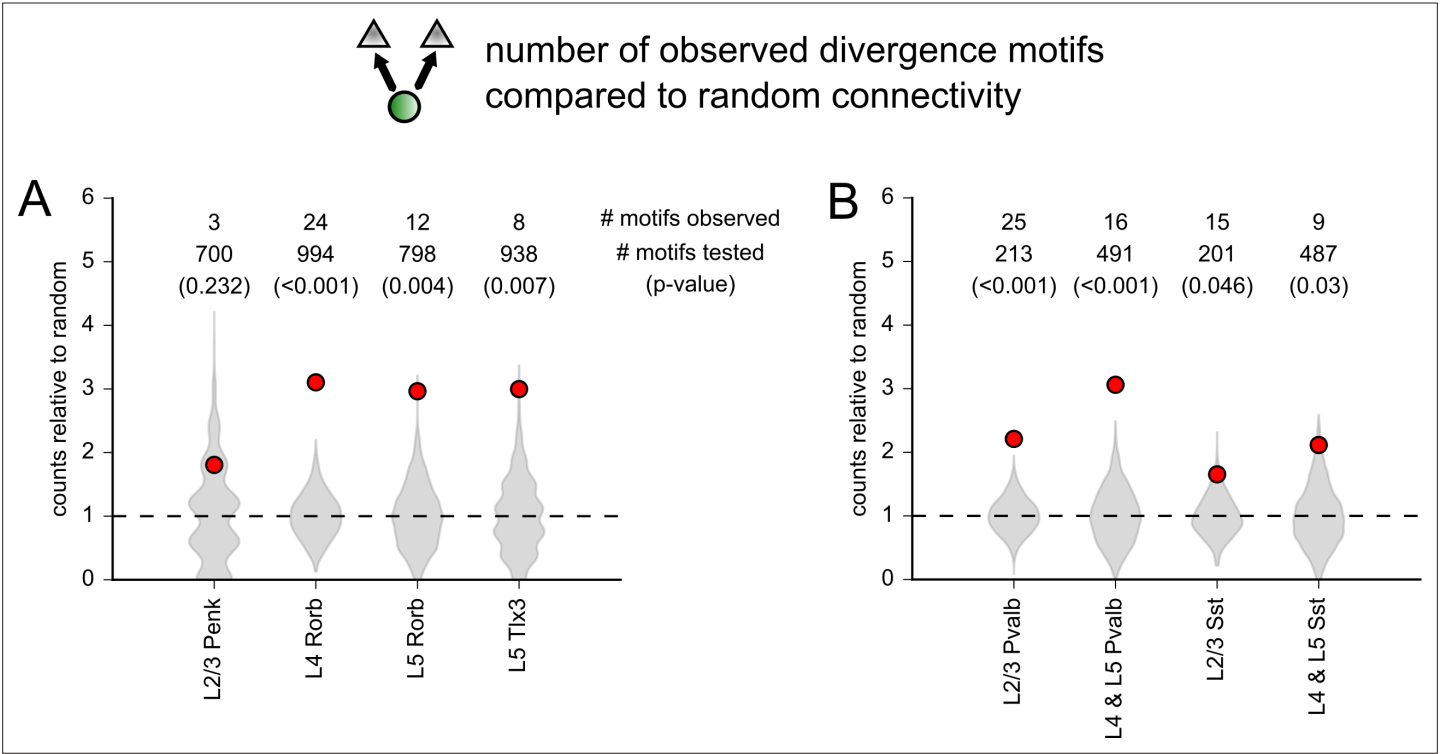 number of observed divergence motifs
compared to random connectivity
A
counts relative to random
6
5
4
3
2
1
0
3 24 12 8 # motifs observed
700 994 798 938 # motifs tested
(0.232) (<0.001) (0.004) (0.007) (p-value)
L2/3 Penk
L4 Rorb
L5 Rorb
L5 Tlx3
B
counts relative to random
6
5
4
3
2
1
0
25 16 15 9
213 491 201 487
(<0.001) (<0.001) (0.046) (0.03)
L2/3 Pvalb
L4 & L5 Pvalb
L2/3 Sst
L4 & L5 Sst